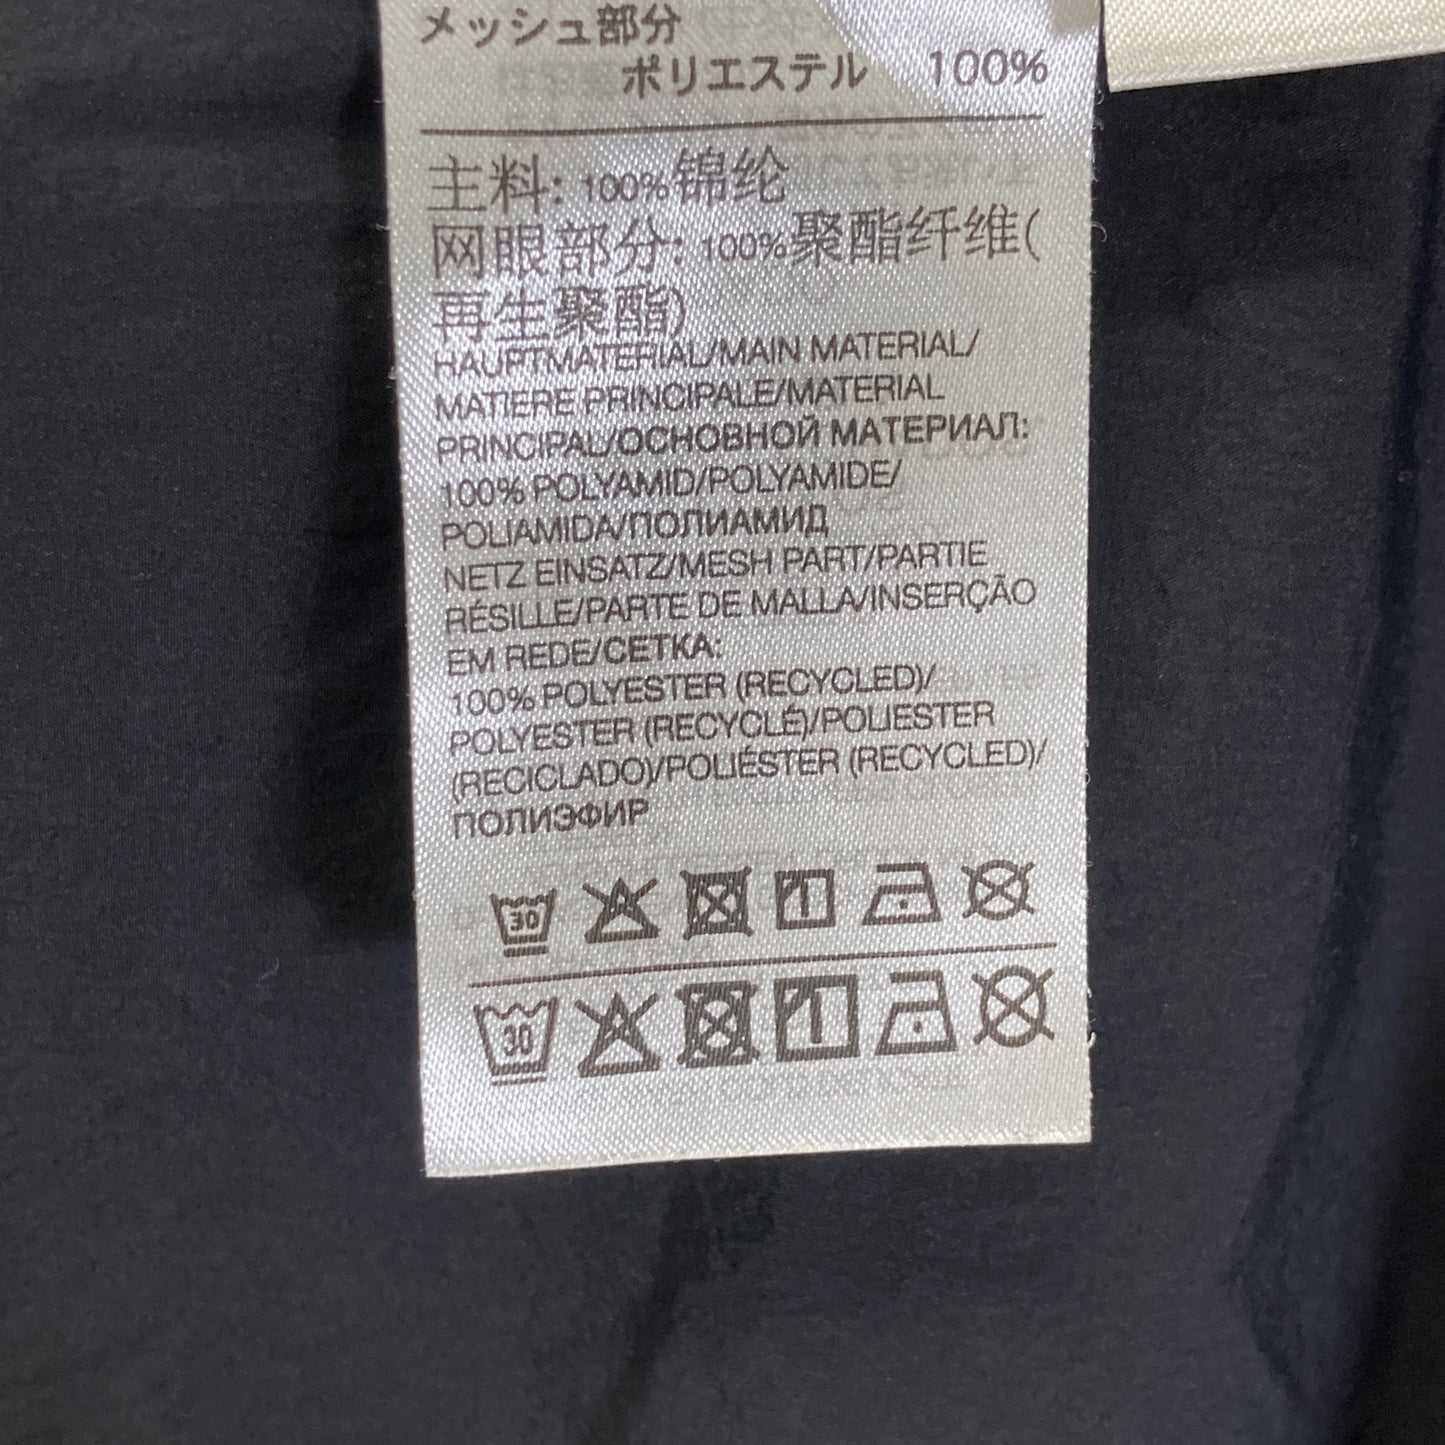 メッシュ部分
ポリエステル 100%
主料: 100%锦纶
网眼部分: 100%聚酯纤维(
再生聚酯)
HAUPTMATERIAL/MAIN MATERIAL/
MATIERE PRINCIPALE/MATERIAL
PRINCIPAL/ОСНОВНОЙ МАТЕРИАЛ:
100% POLYAMID/POLYAMIDE/
POLIAMIDA/ПОЛИАМИД
NETZ EINSATZ/MESH PART/PARTIE
RÉSILLE/PARTE DE MALLA/INSERÇÃO
EM REDE/СЕТКА:
100% POLYESTER (RECYCLED)/
POLYESTER (RECYCLÉ)/POLIESTER
(RECICLADO)/POLIÉSTER (RECYCLED)/
ПОЛИЭФИР
30
30